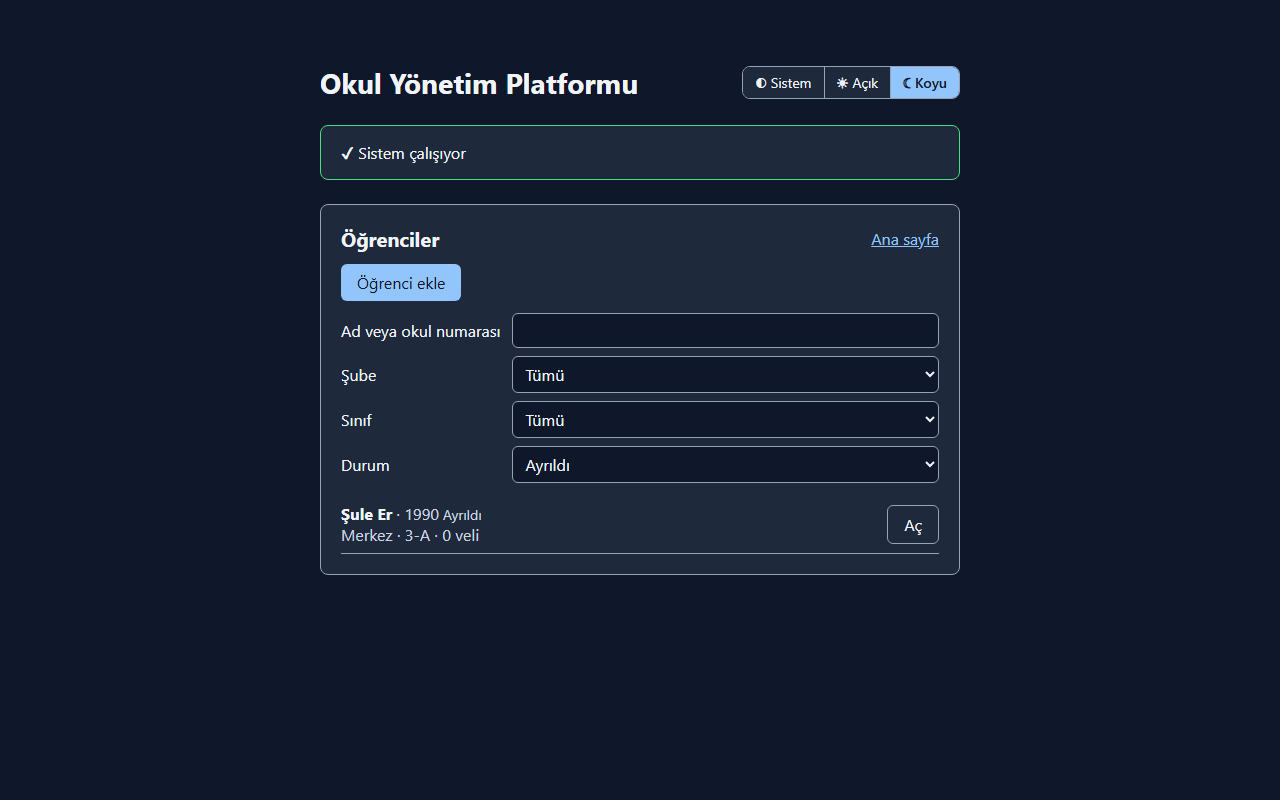 Okul Yönetim Platformu
◐ Sistem ☀ Açık ☾ Koyu
✓ Sistem çalışıyor
Öğrenciler Ana sayfa
Öğrenci ekle
Ad veya okul numarası
Şube Tümü
Sınıf Tümü
Durum Ayrıldı
Şule Er · 1990 Ayrıldı
Merkez · 3-A · 0 veli
Aç